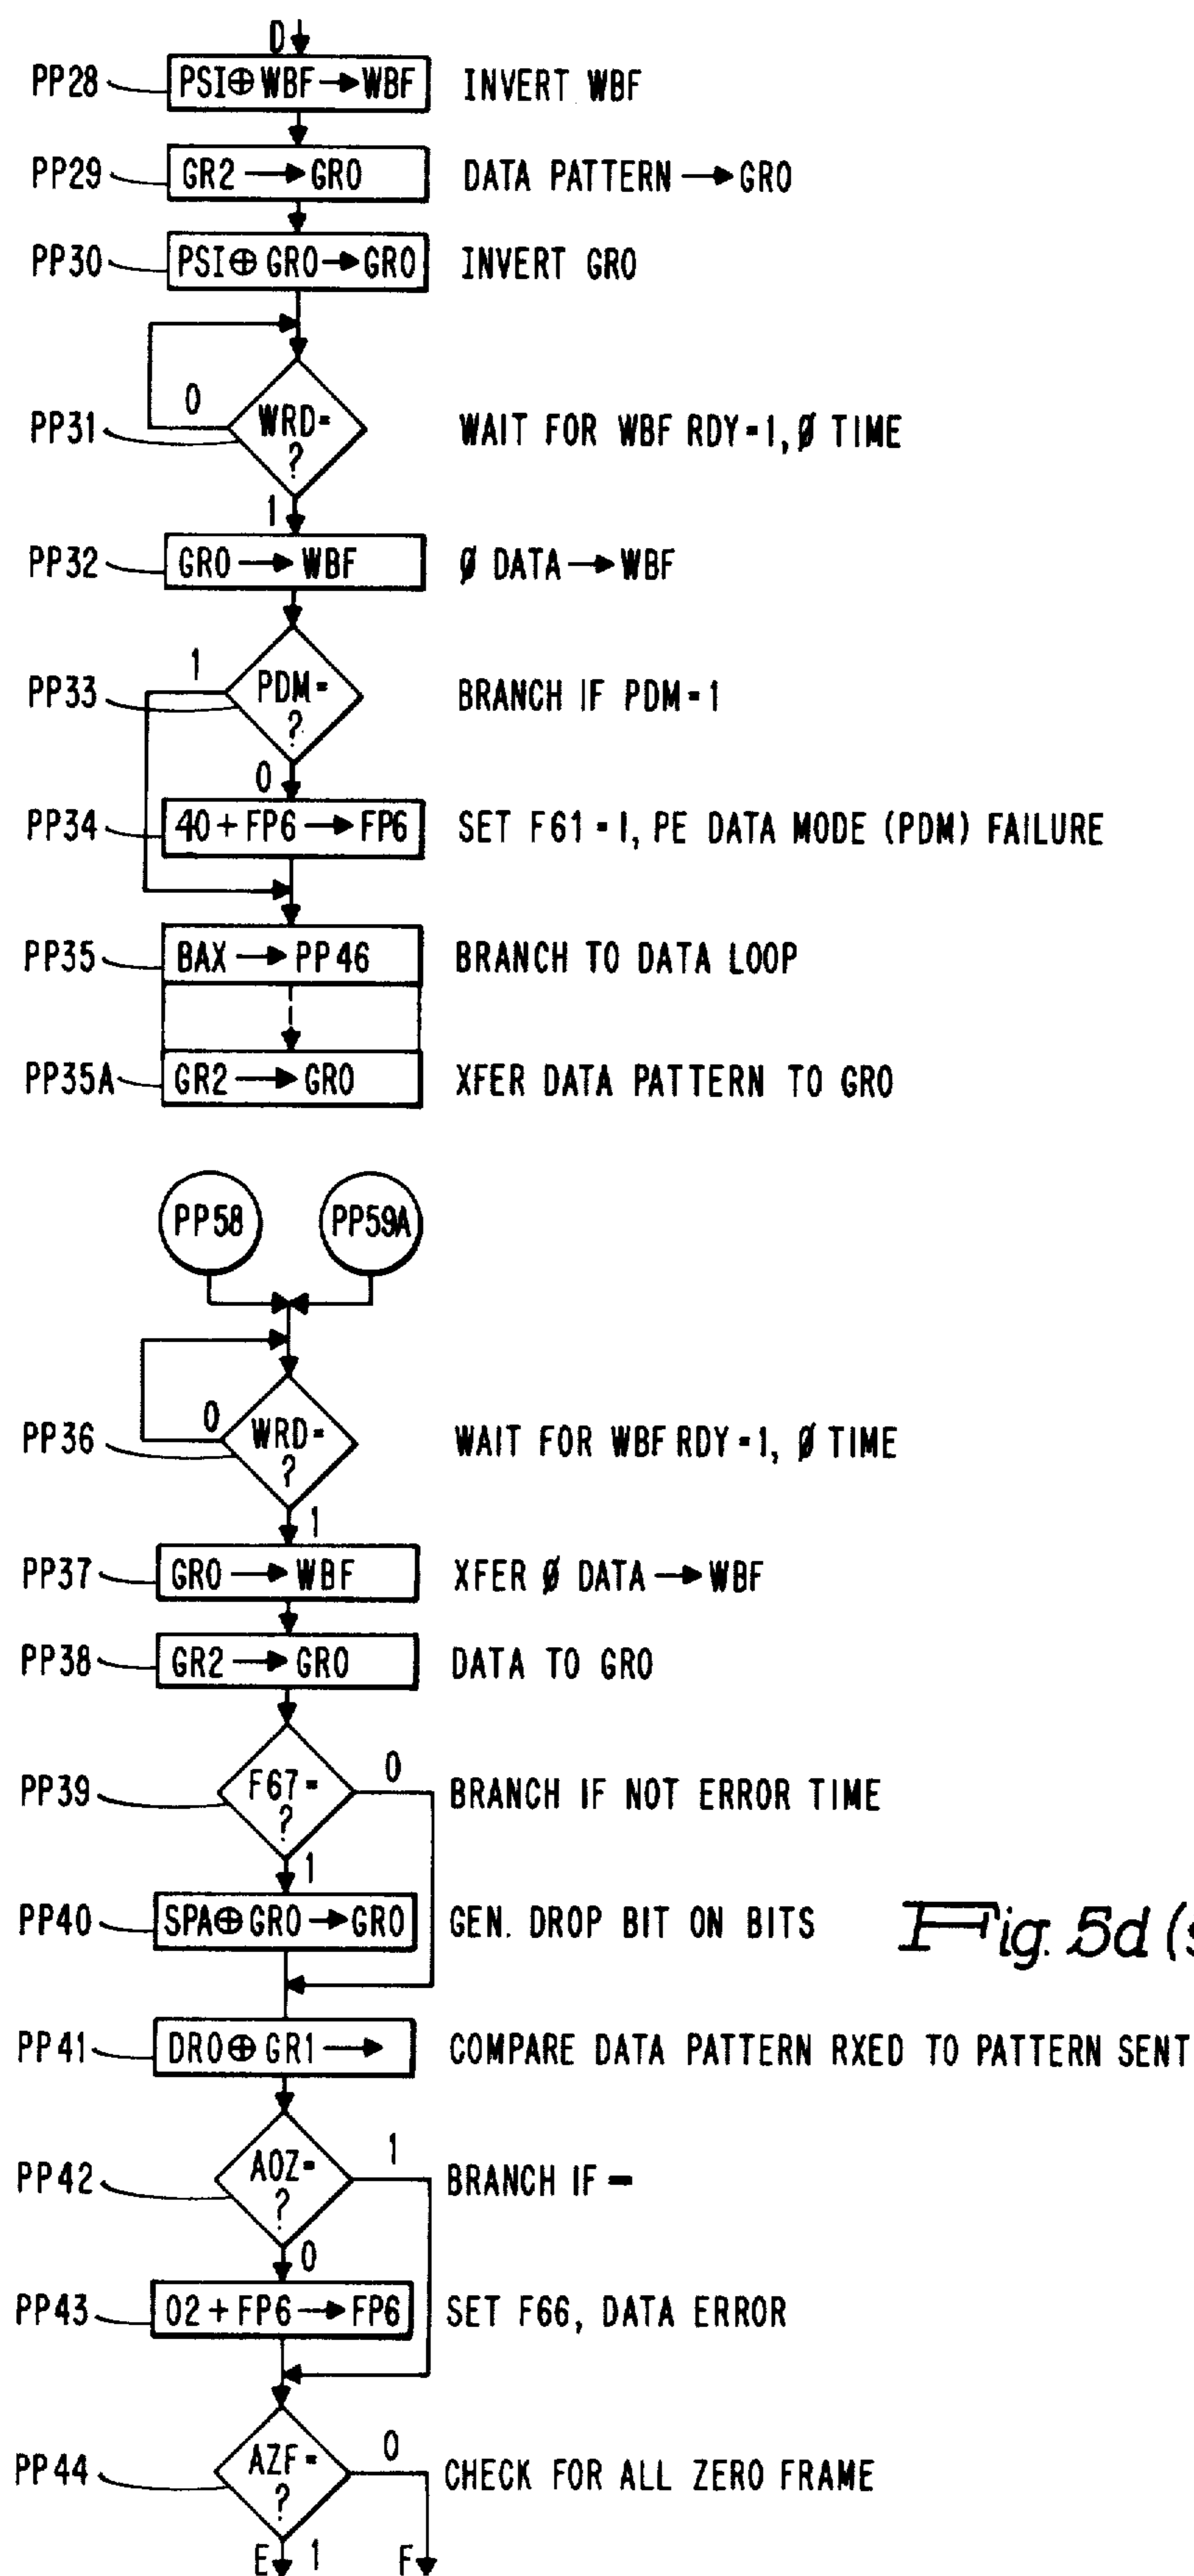 D
PP28 PSI⊕WBF→WBF INVERT WBF
PP29 GR2→GR0 DATA PATTERN→GR0
PP30 PSI⊕GR0→GR0 INVERT GR0
0
PP31 WRD= ? WAIT FOR WBF RDY=1, Ø TIME
1
PP32 GR0→WBF Ø DATA→WBF
1
PP33 PDM= ? BRANCH IF PDM=1
0
PP34 40+FP6→FP6 SET F61=1, PE DATA MODE (PDM) FAILURE
PP35 BAX→PP46 BRANCH TO DATA LOOP
PP35A GR2→GR0 XFER DATA PATTERN TO GR0
PP58 PP59A
0
PP36 WRD= ? WAIT FOR WBF RDY=1, Ø TIME
1
PP37 GR0→WBF XFER Ø DATA→WBF
PP38 GR2→GR0 DATA TO GR0
0
PP39 F67= ? BRANCH IF NOT ERROR TIME
1
PP40 SPA⊕GR0→GR0 GEN. DROP BIT ON BITS
Fig. 5d (s
PP41 DR0⊕GR1→ COMPARE DATA PATTERN RXED TO PATTERN SENT
1
PP42 A0Z= ? BRANCH IF =
0
PP43 02+FP6→FP6 SET F66, DATA ERROR
0
PP44 AZF= ? CHECK FOR ALL ZERO FRAME
E 1 F